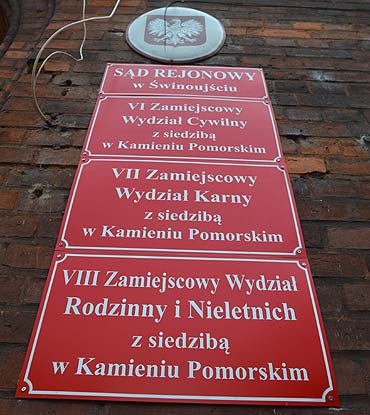 SĄD REJONOWY
w Świnoujściu
VI Zamiejscowy
Wydział Cywilny
z siedzibą
w Kamieniu Pomorskim
VII Zamiejscowy
Wydział Karny
z siedzibą
w Kamieniu Pomorskim
VIII Zamiejscowy Wydział
Rodzinny i Nieletnich
z siedzibą
w Kamieniu Pomorskim